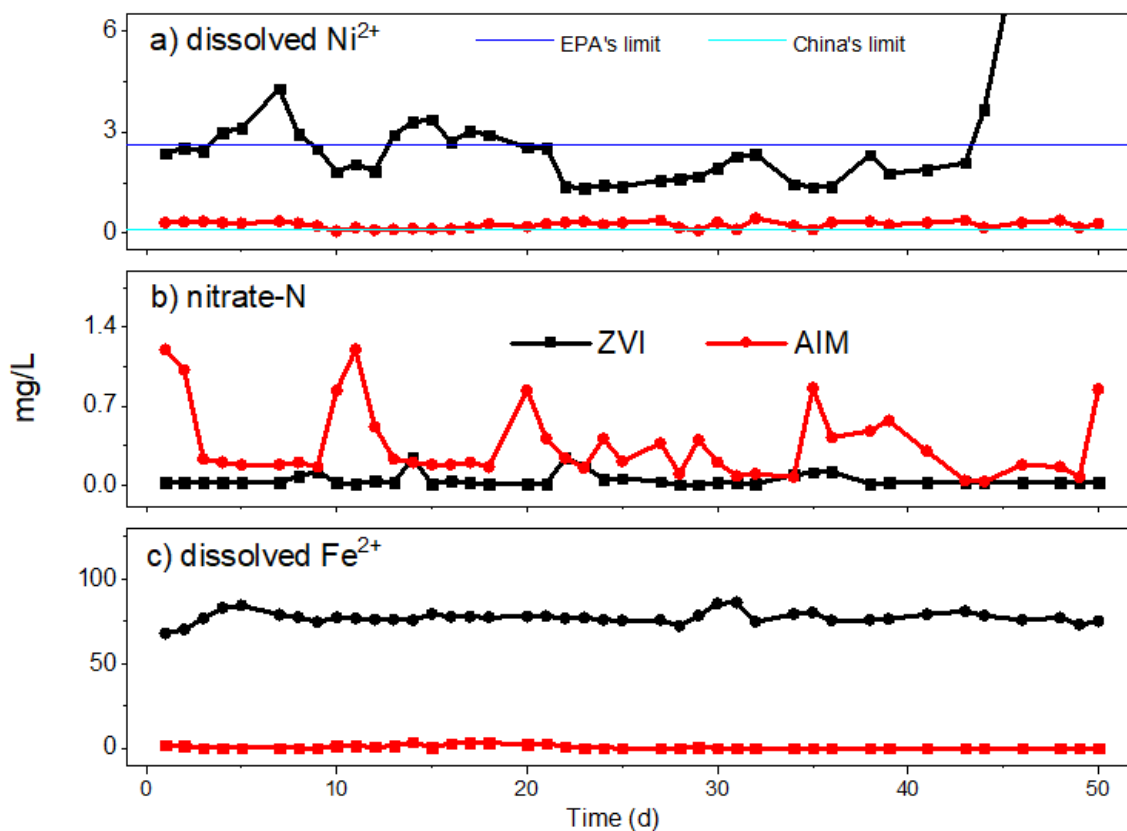 6
a) dissolved Ni²⁺
EPA's limit
China's limit
3
0
b) nitrate-N
1.4
ZVI
AIM
0.7
0.0
mg/L
c) dissolved Fe²⁺
100
50
0
0 10 20 30 40 50
Time (d)